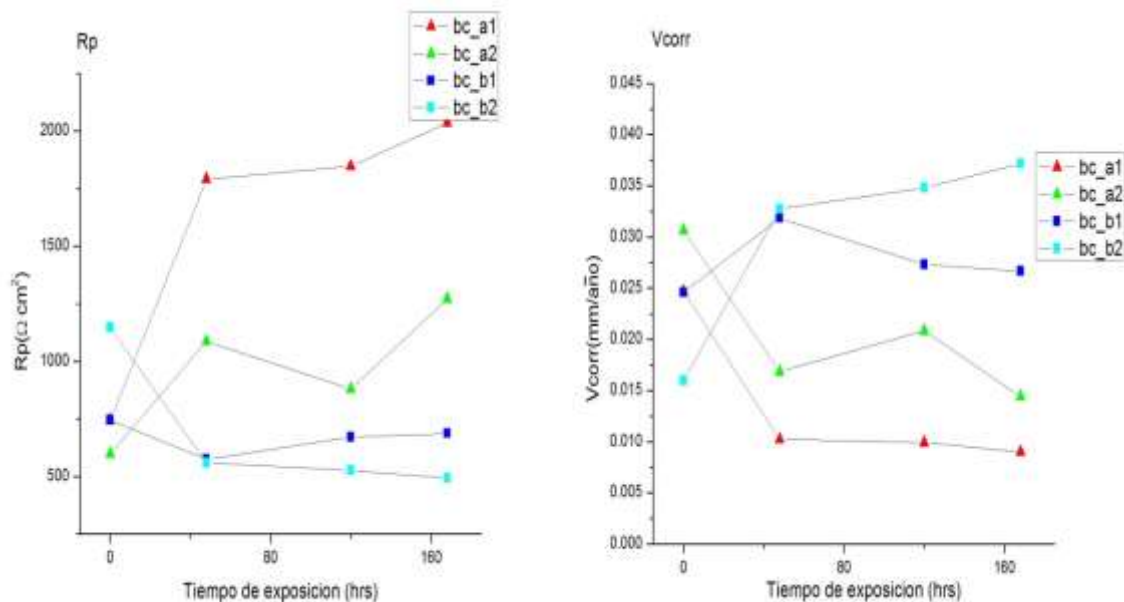 Rp
bc_a1
bc_a2
bc_b1
bc_b2
2000
1500
1000
500
Rp(Ω cm²)
0
80
160
Tiempo de exposicion (hrs)
Vcorr
0.045
0.040
0.035
0.030
0.025
0.020
0.015
0.010
0.005
0.000
Vcorr(mm/año)
bc_a1
bc_a2
bc_b1
bc_b2
0
80
160
Tiempo de exposicion (hrs)